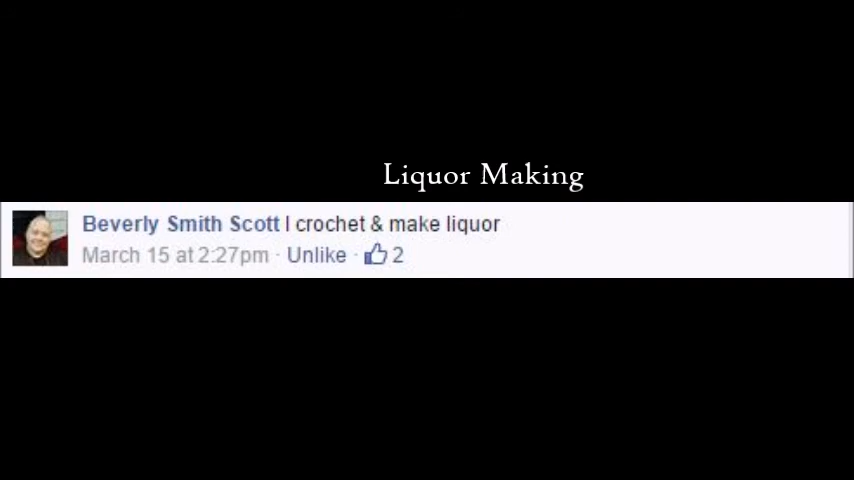 Liquor Making
Beverly Smith Scott I crochet & make liquor
March 15 at 2:27pm · Unlike · 2